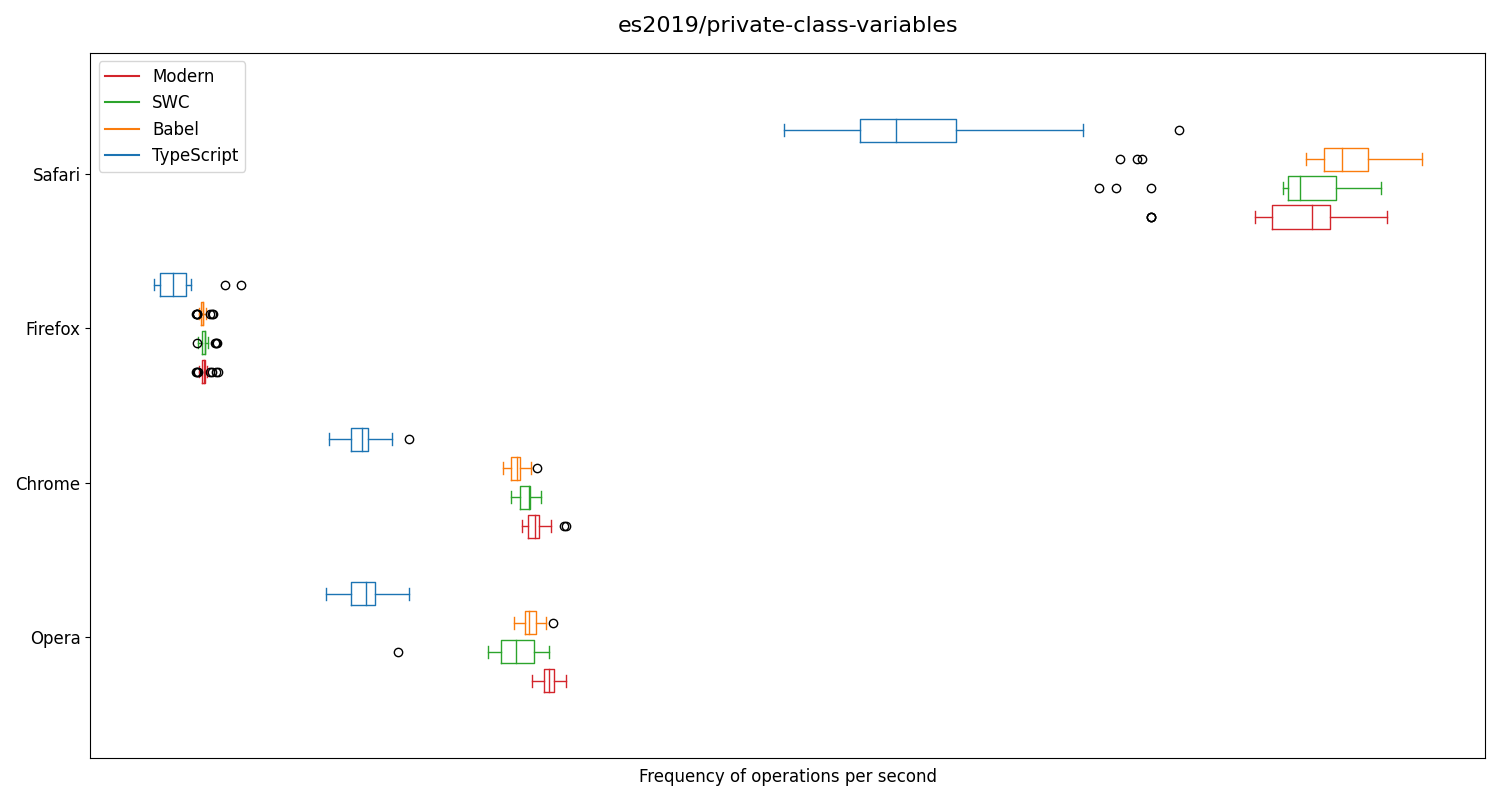 es2019/private-class-variables
Modern
SWC
Babel
TypeScript
Safari
Firefox
Chrome
Opera
Frequency of operations per second